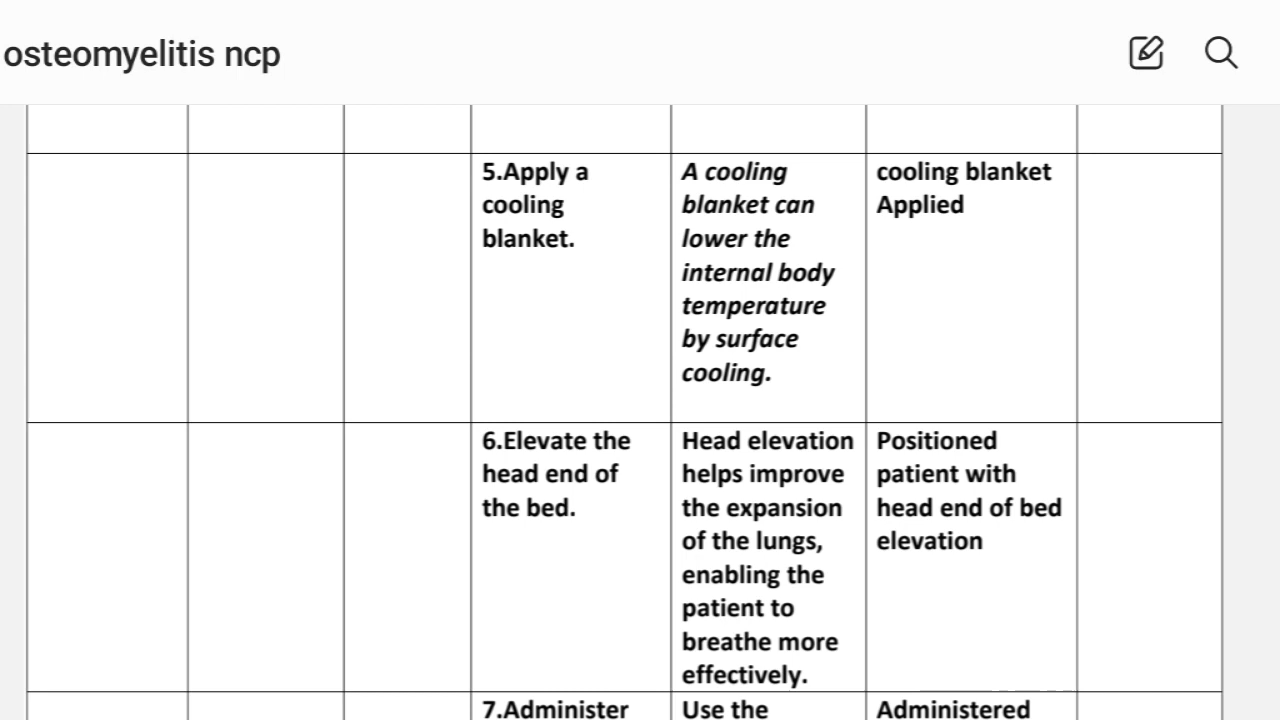 osteomyelitis ncp
5.Apply a
cooling
blanket.
A cooling
blanket can
lower the
internal body
temperature
by surface
cooling.
cooling blanket
Applied
6.Elevate the
head end of
the bed.
Head elevation
helps improve
the expansion
of the lungs,
enabling the
patient to
breathe more
effectively.
Positioned
patient with
head end of bed
elevation
7.Administer
Use the
Administered